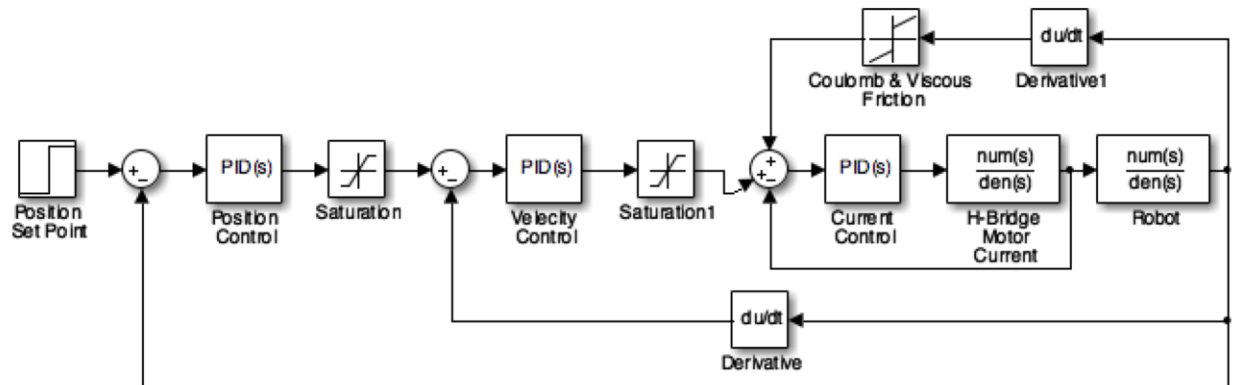 du/dt
Coulomb & Viscous
Friction
Derivative1
+
−
PID(s)
+
−
PID(s)
+
+
−
PID(s)
num(s)
den(s)
num(s)
den(s)
Position
Set Point
Position
Control
Saturation
Velecity
Control
Saturation1
Current
Control
H-Bridge
Motor
Current
Robot
du/dt
Derivative